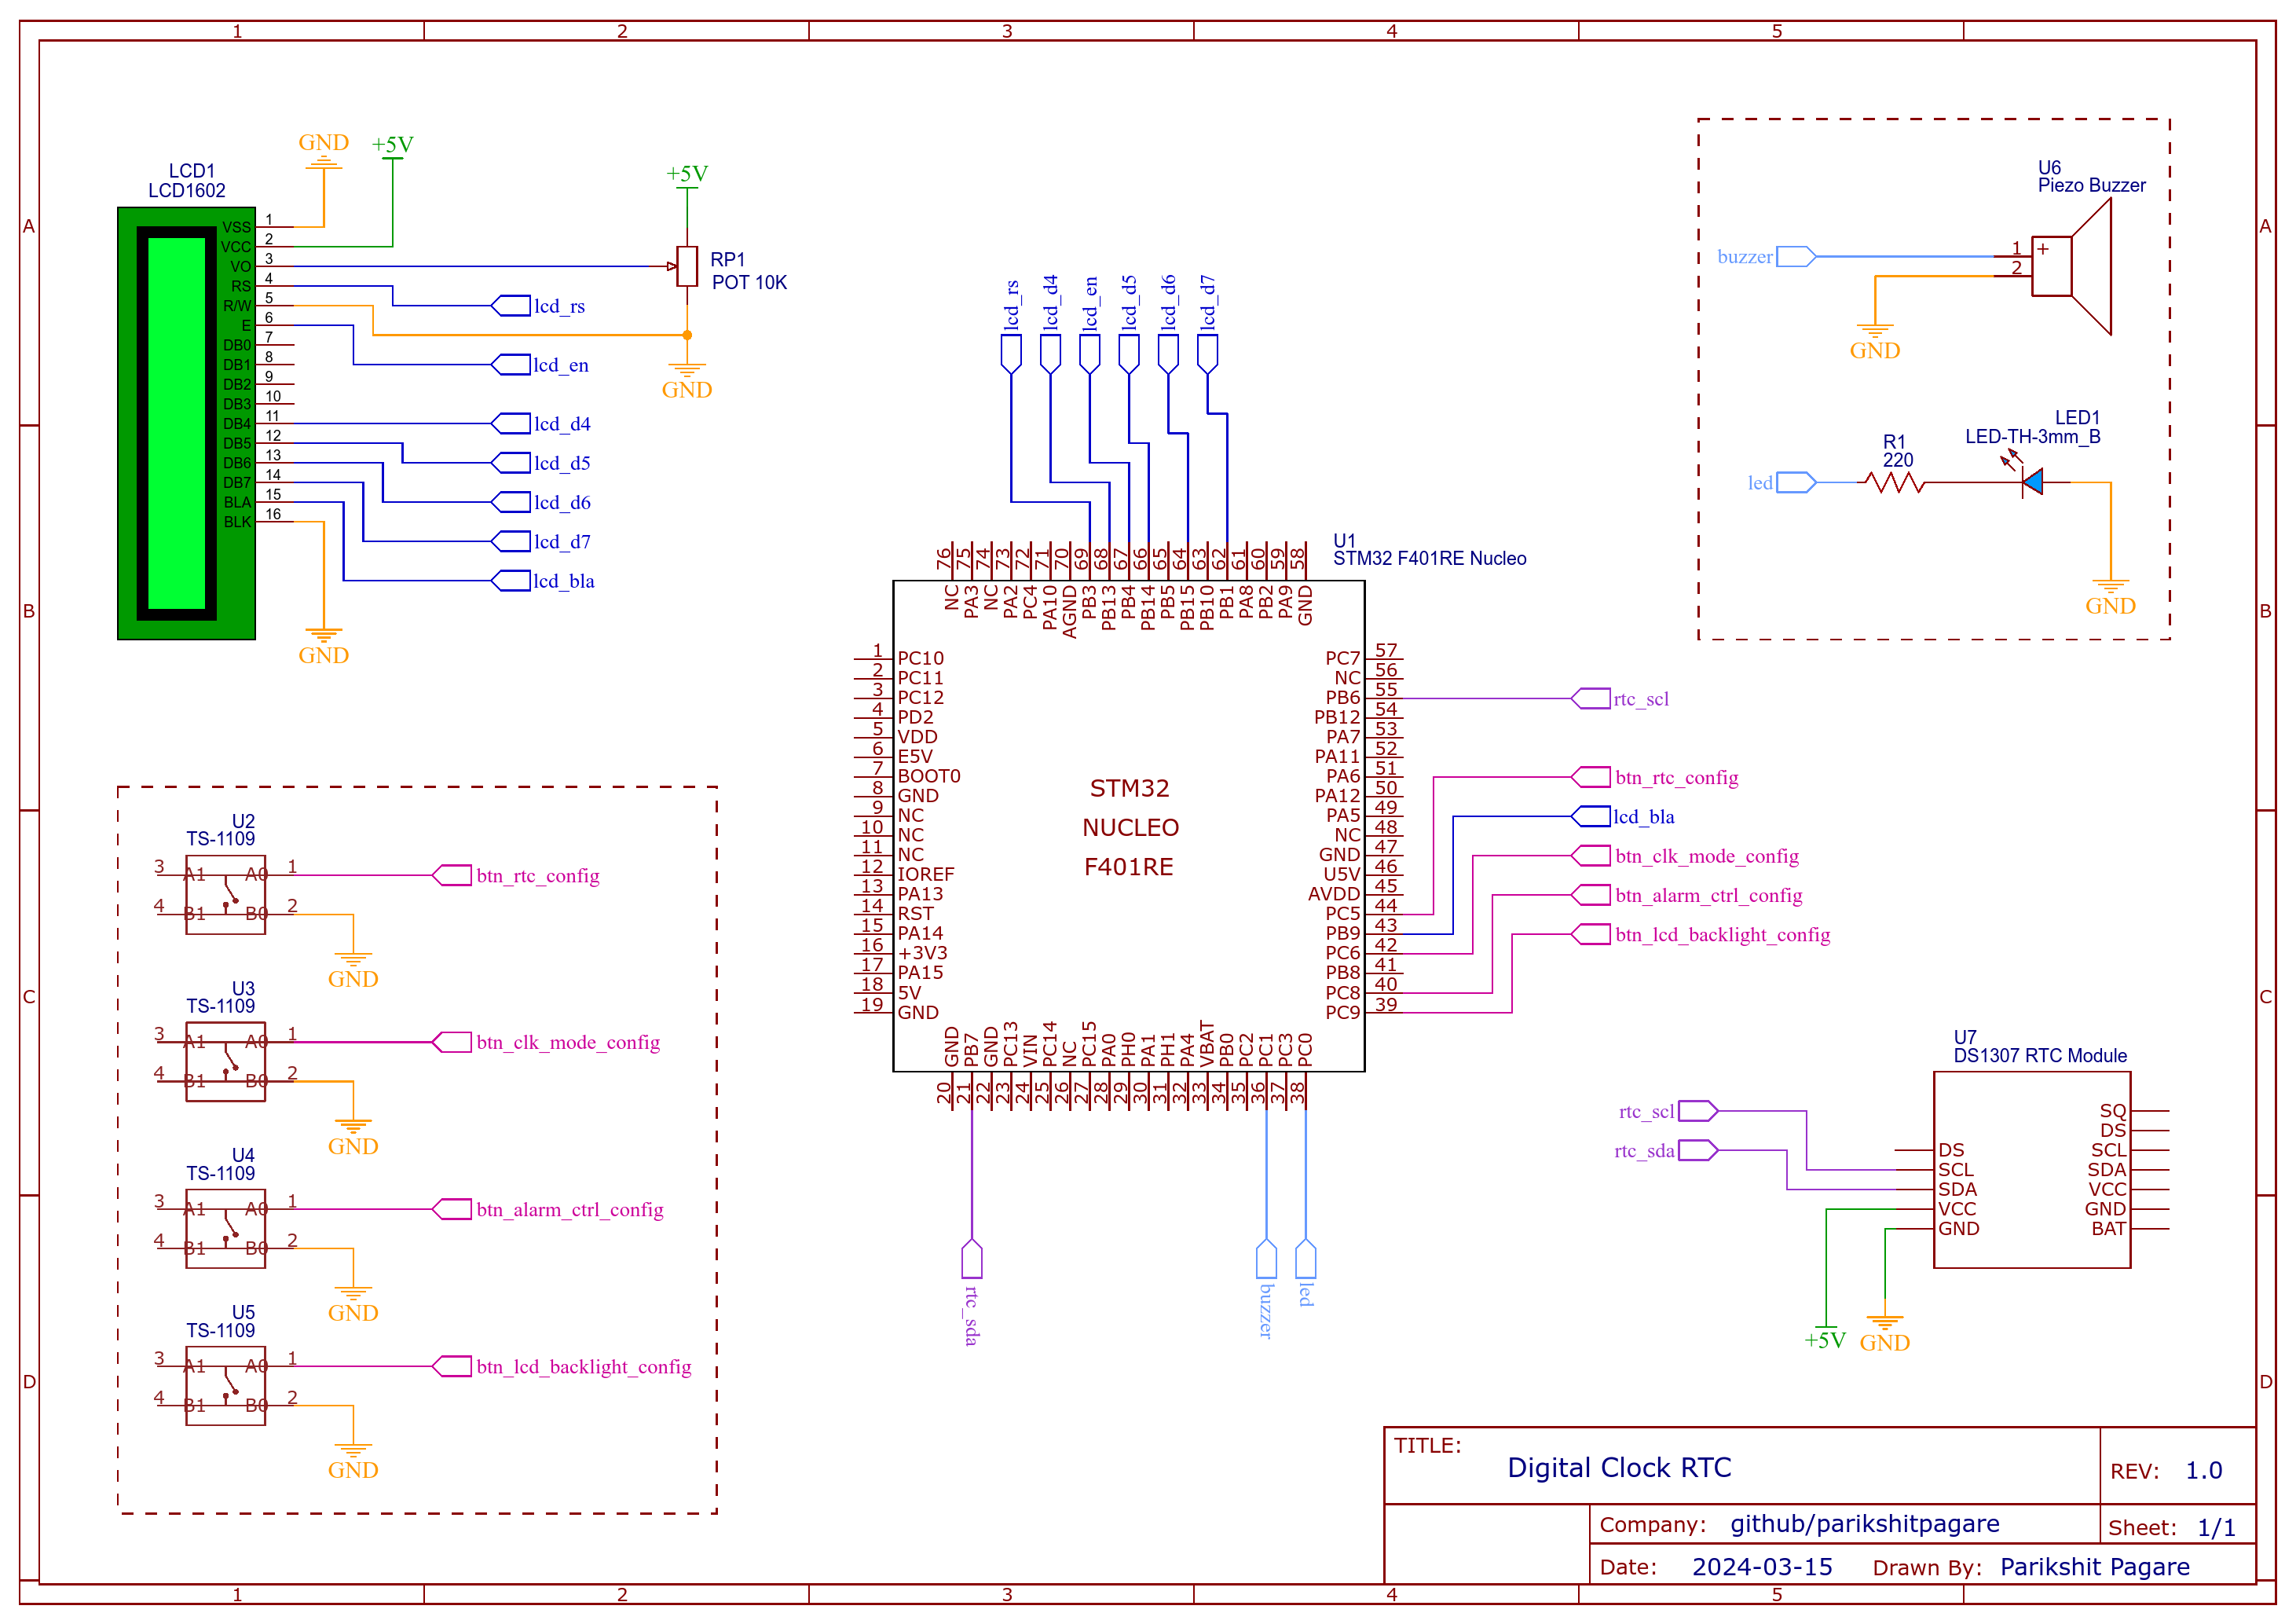 1 2 3 4 5
A
B
C
D
LCD1
LCD1602
GND
+5V
VSS 1
VCC 2
VO 3
RS 4
R/W 5
E 6
DB0 7
DB1 8
DB2 9
DB3 10
DB4 11
DB5 12
DB6 13
DB7 14
BLA 15
BLK 16
GND
lcd_rs
lcd_en
lcd_d4
lcd_d5
lcd_d6
lcd_d7
lcd_bla
+5V
RP1
POT 10K
GND
lcd_rs
lcd_d4
lcd_en
lcd_d5
lcd_d6
lcd_d7
U1
STM32 F401RE Nucleo
76 75 74 73 72 71 70 69 68 67 66 65 64 63 62 61 60 59 58
NC PA3 NC PA2 PC4 PA10 AGND PB3 PB13 PB4 PB14 PB5 PB15 PB10 PB1 PA8 PB2 PA9 GND
1 PC10
2 PC11
3 PC12
4 PD2
5 VDD
6 E5V
7 BOOT0
8 GND
9 NC
10 NC
11 NC
12 IOREF
13 PA13
14 RST
15 PA14
16 +3V3
17 PA15
18 5V
19 GND
STM32
NUCLEO
F401RE
PC7 57
NC 56
PB6 55
PB12 54
PA7 53
PA11 52
PA6 51
PA12 50
PA5 49
NC 48
GND 47
U5V 46
AVDD 45
PC5 44
PB9 43
PC6 42
PB8 41
PC8 40
PC9 39
GND PB7 GND PC13 VIN PC14 NC PC15 PA0 PH0 PA1 PH1 PA4 VBAT PB0 PC2 PC1 PC3 PC0
20 21 22 23 24 25 26 27 28 29 30 31 32 33 34 35 36 37 38
rtc_sda
buzzer
led
rtc_scl
btn_rtc_config
lcd_bla
btn_clk_mode_config
btn_alarm_ctrl_config
btn_lcd_backlight_config
U6
Piezo Buzzer
buzzer
1 +
2
GND
LED1
LED-TH-3mm_B
R1
220
led
GND
U2
TS-1109
3 A1 A0 1
4 B1 B0 2
btn_rtc_config
GND
U3
TS-1109
3 A1 A0 1
4 B1 B0 2
btn_clk_mode_config
GND
U4
TS-1109
3 A1 A0 1
4 B1 B0 2
btn_alarm_ctrl_config
GND
U5
TS-1109
3 A1 A0 1
4 B1 B0 2
btn_lcd_backlight_config
GND
U7
DS1307 RTC Module
rtc_scl
rtc_sda
DS
SCL
SDA
VCC
GND
SQ
DS
SCL
SDA
VCC
GND
BAT
+5V
GND
TITLE:
Digital Clock RTC
REV: 1.0
Company: github/parikshitpagare
Sheet: 1/1
Date: 2024-03-15
Drawn By: Parikshit Pagare
A
B
C
D
1 2 3 4 5